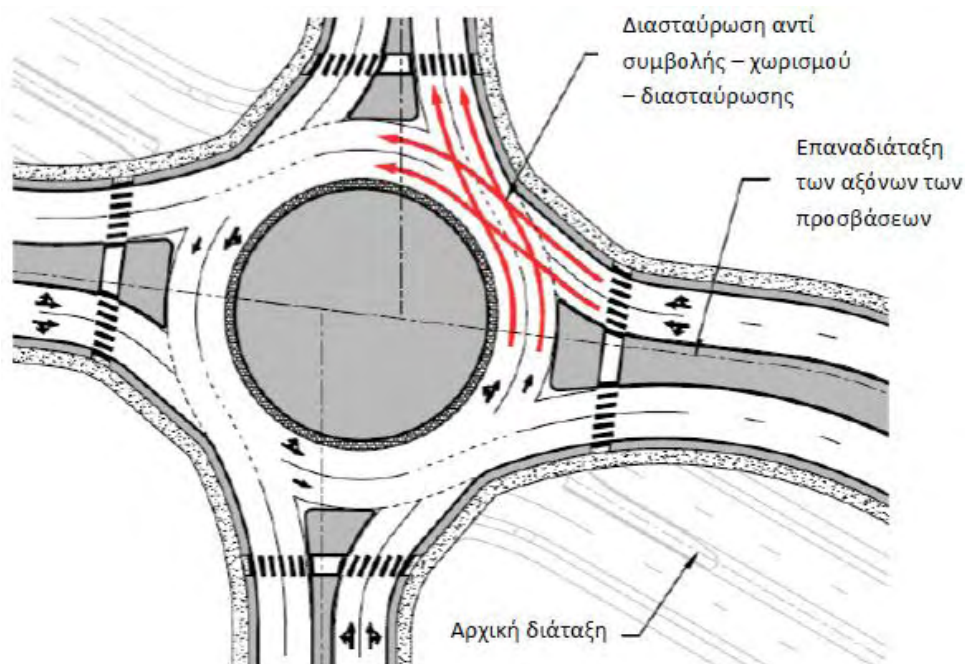 Διασταύρωση αντί
συμβολής – χωρισμού
– διασταύρωσης
Επαναδιάταξη
των αξόνων των
προσβάσεων
Αρχική διάταξη